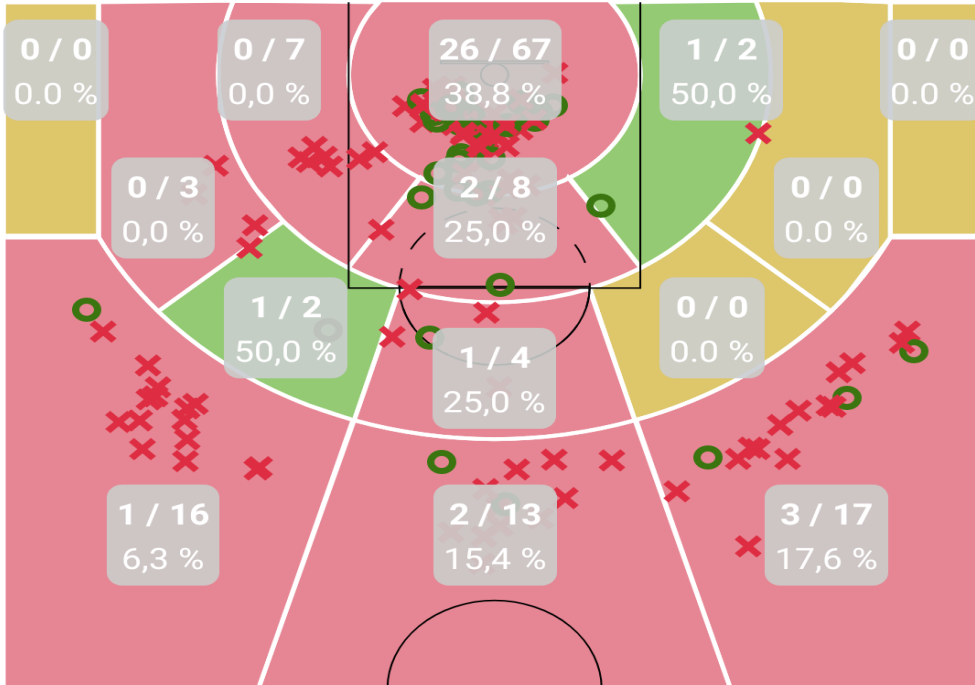 0 / 0
0.0 %
0 / 7
0,0 %
26 / 67
38,8 %
1 / 2
50,0 %
0 / 0
0.0 %
0 / 3
0,0 %
2 / 8
25,0 %
0 / 0
0.0 %
1 / 2
50,0 %
1 / 4
25,0 %
0 / 0
0.0 %
1 / 16
6,3 %
2 / 13
15,4 %
3 / 17
17,6 %